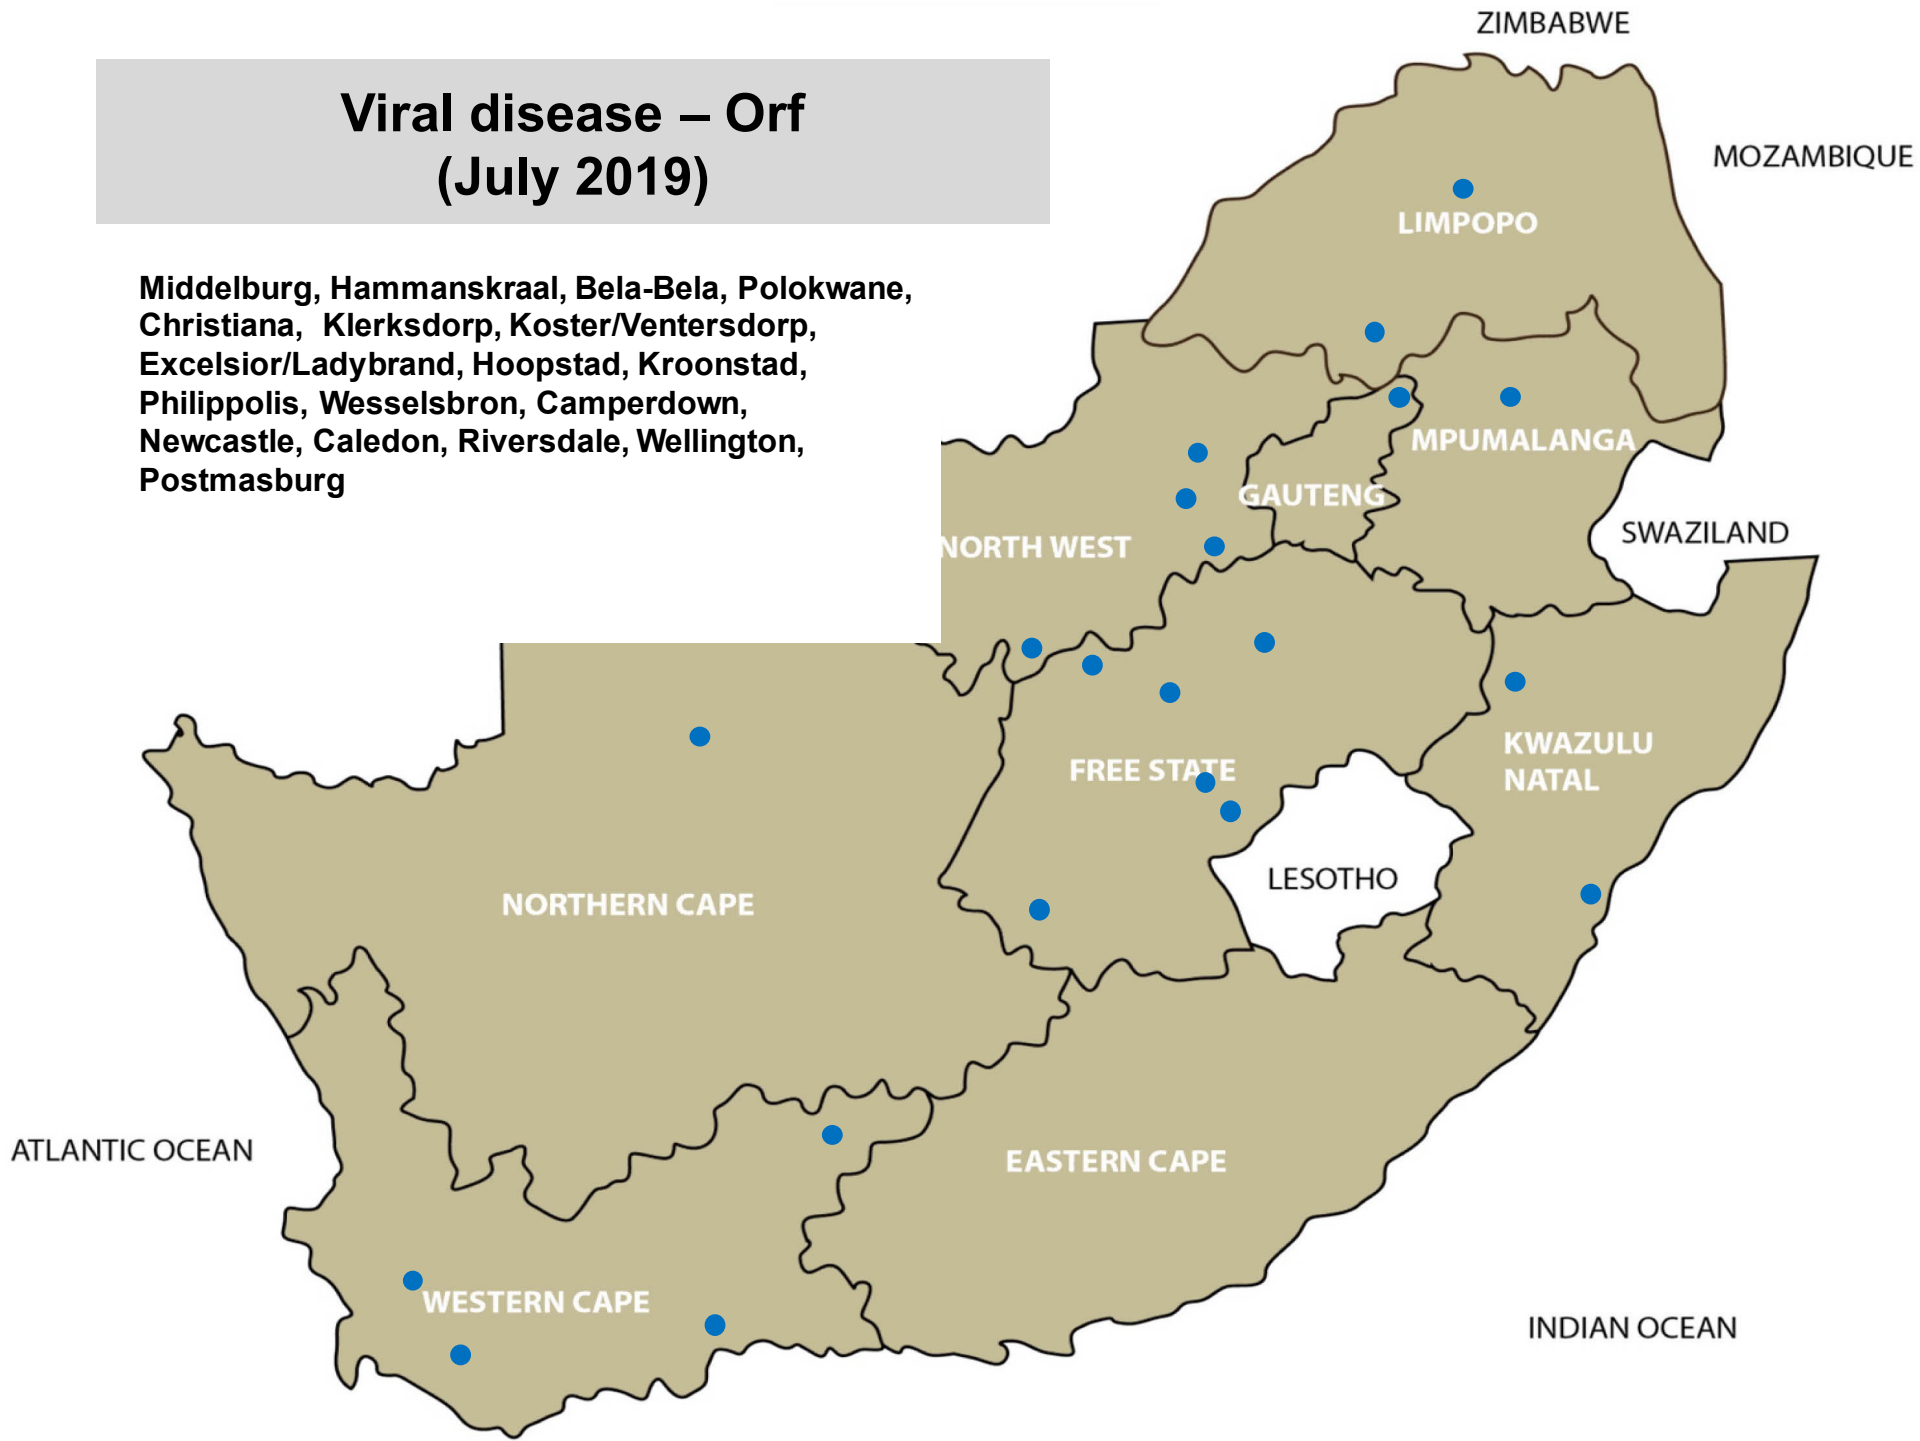 ZIMBABWE
Viral disease – Orf
(July 2019)
MOZAMBIQUE
LIMPOPO
Middelburg, Hammanskraal, Bela-Bela, Polokwane,
Christiana, Klerksdorp, Koster/Ventersdorp,
Excelsior/Ladybrand, Hoopstad, Kroonstad,
Philippolis, Wesselsbron, Camperdown,
Newcastle, Caledon, Riversdale, Wellington,
Postmasburg
MPUMALANGA
GAUTENG
SWAZILAND
NORTH WEST
KWAZULU
NATAL
FREE STATE
LESOTHO
NORTHERN CAPE
ATLANTIC OCEAN
EASTERN CAPE
WESTERN CAPE
INDIAN OCEAN